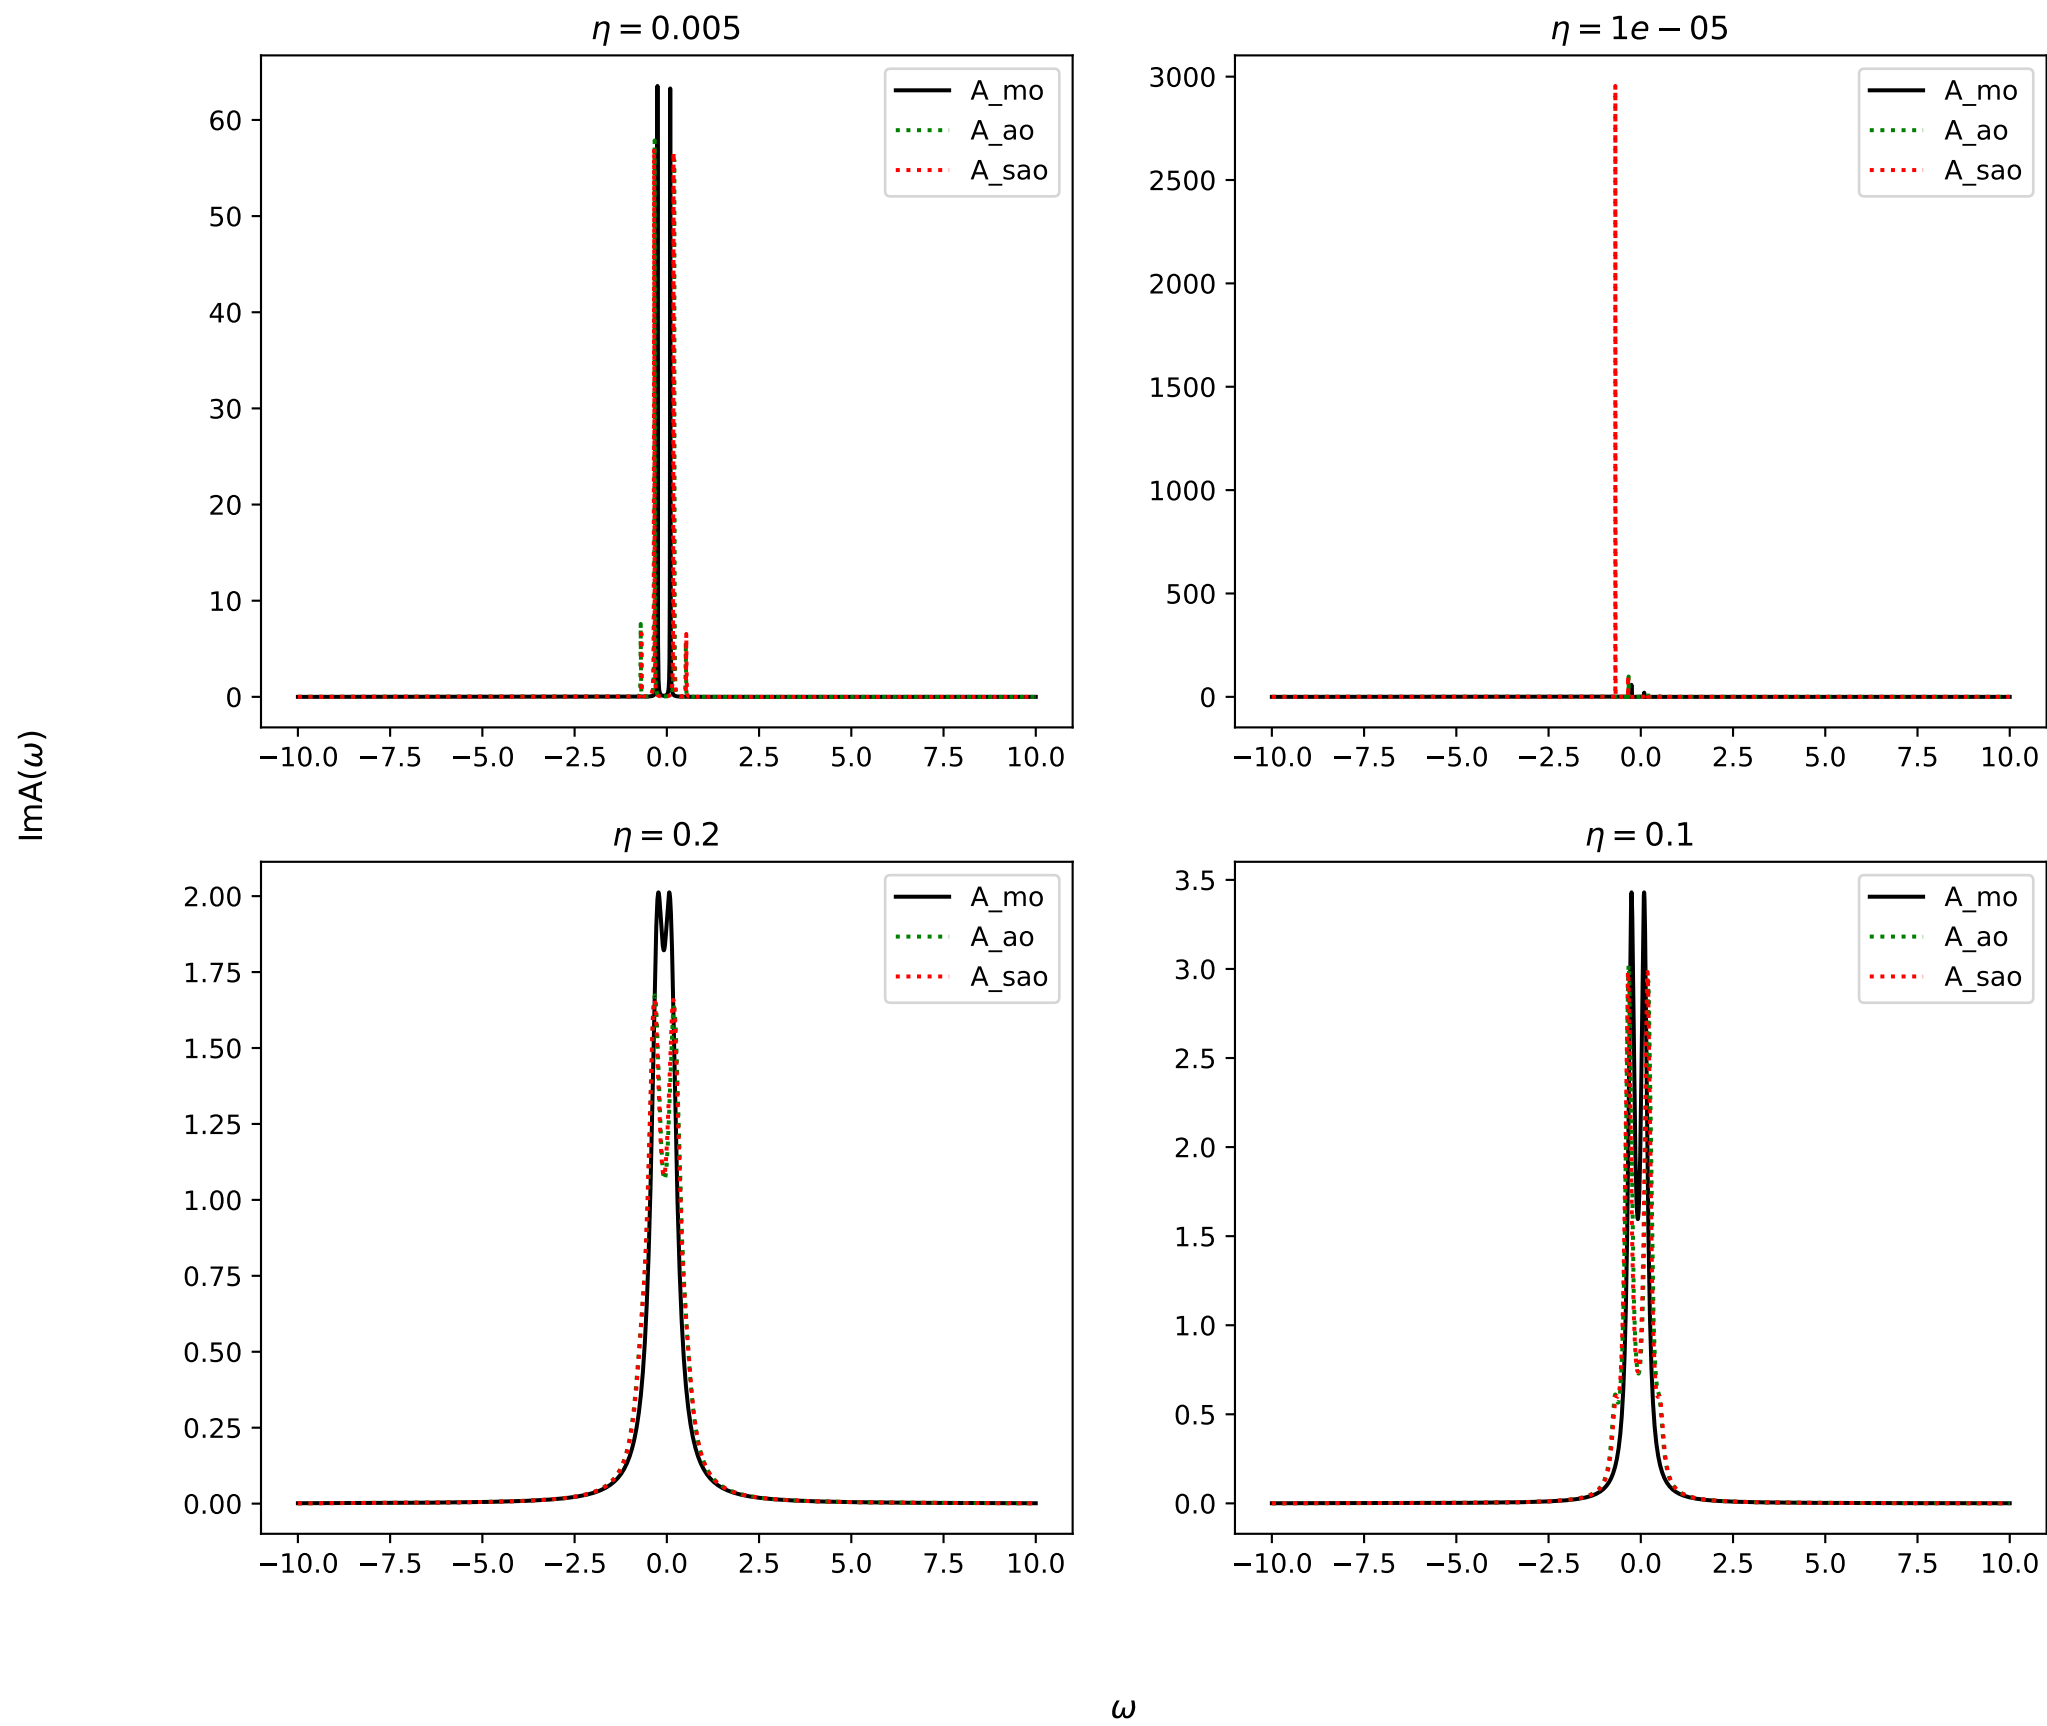 η = 0.005
A_mo
A_ao
A_sao
60
50
40
30
20
10
0
−10.0 −7.5 −5.0 −2.5 0.0 2.5 5.0 7.5 10.0
η = 1e − 05
A_mo
A_ao
A_sao
3000
2500
2000
1500
1000
500
0
−10.0 −7.5 −5.0 −2.5 0.0 2.5 5.0 7.5 10.0
ImA(ω)
η = 0.2
A_mo
A_ao
A_sao
2.00
1.75
1.50
1.25
1.00
0.75
0.50
0.25
0.00
−10.0 −7.5 −5.0 −2.5 0.0 2.5 5.0 7.5 10.0
η = 0.1
A_mo
A_ao
A_sao
3.5
3.0
2.5
2.0
1.5
1.0
0.5
0.0
−10.0 −7.5 −5.0 −2.5 0.0 2.5 5.0 7.5 10.0
ω